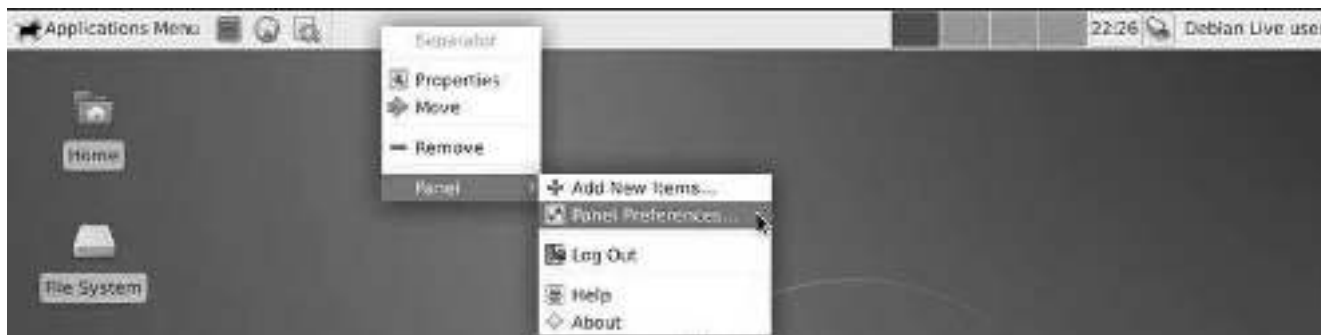 Applications Menu
22:26
Debian Live use
Separator
Properties
Move
Remove
Panel
Add New Items...
Panel Preferences...
Log Out
Help
About
Home
File System